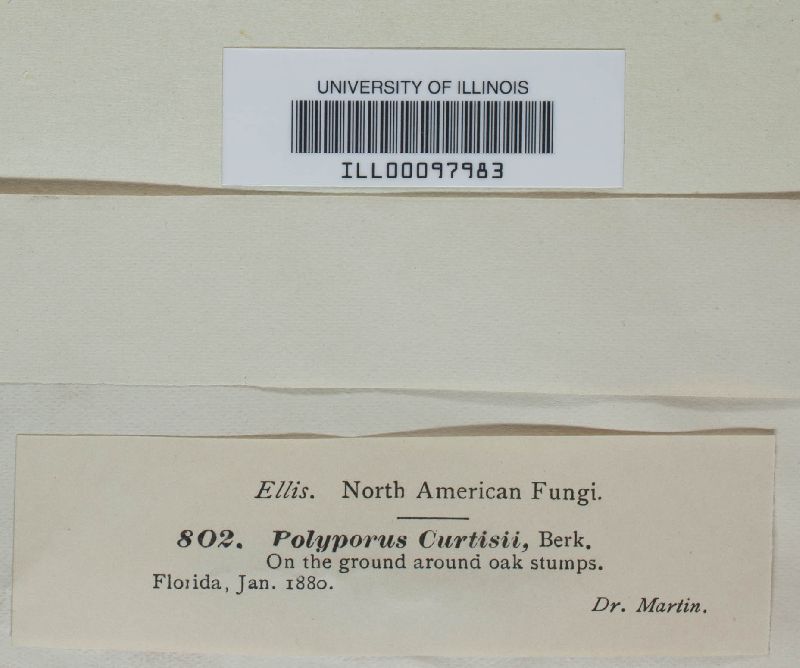 UNIVERSITY OF ILLINOIS
ILL00097983
Ellis. North American Fungi.
802. Polyporus Curtisii, Berk.
On the ground around oak stumps.
Florida, Jan. 1880.
Dr. Martin.